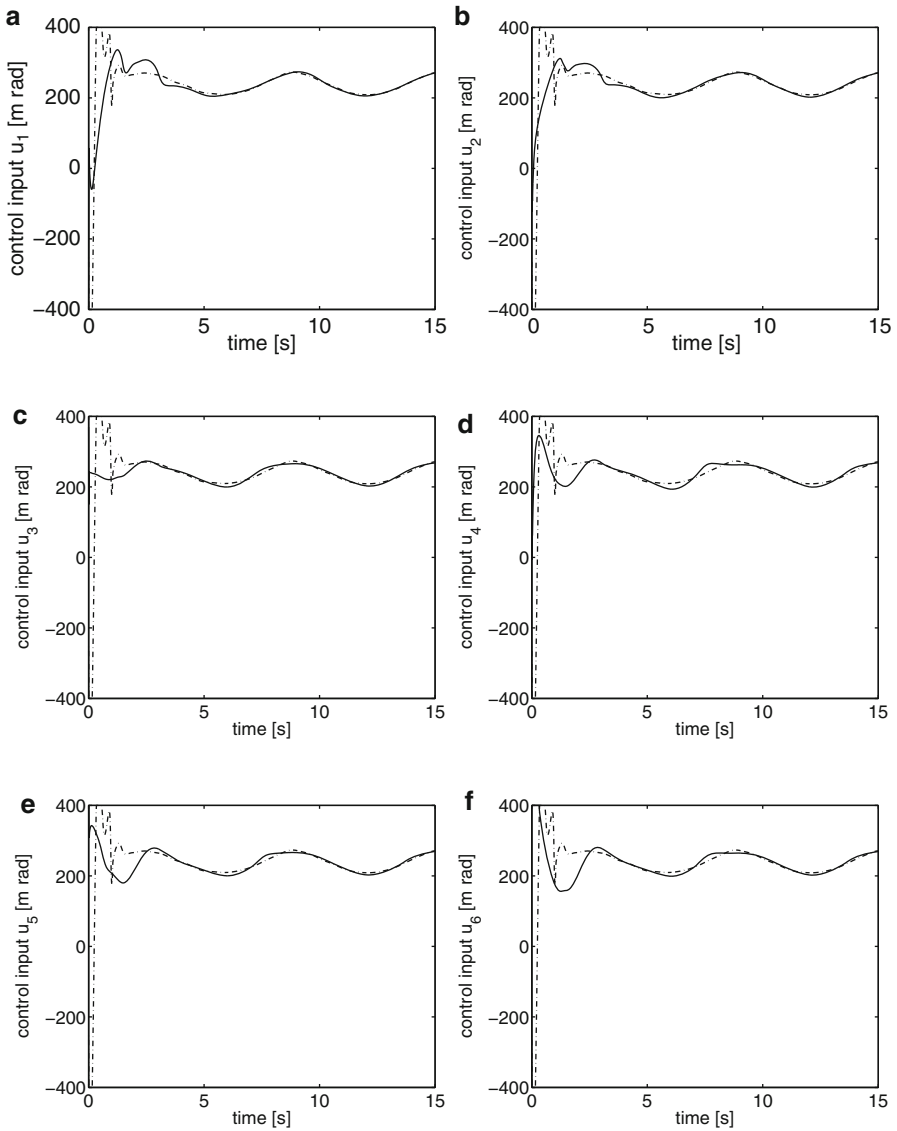 a
control input u1 [m rad]
400
200
0
−200
−400
0 5 10 15
time [s]
b
control input u2 [m rad]
400
200
0
−200
−400
0 5 10 15
time [s]
c
control input u3 [m rad]
400
200
0
−200
−400
0 5 10 15
time [s]
d
control input u4 [m rad]
400
200
0
−200
−400
0 5 10 15
time [s]
e
control input u5 [m rad]
400
200
0
−200
−400
0 5 10 15
time [s]
f
control input u6 [m rad]
400
200
0
−200
−400
0 5 10 15
time [s]